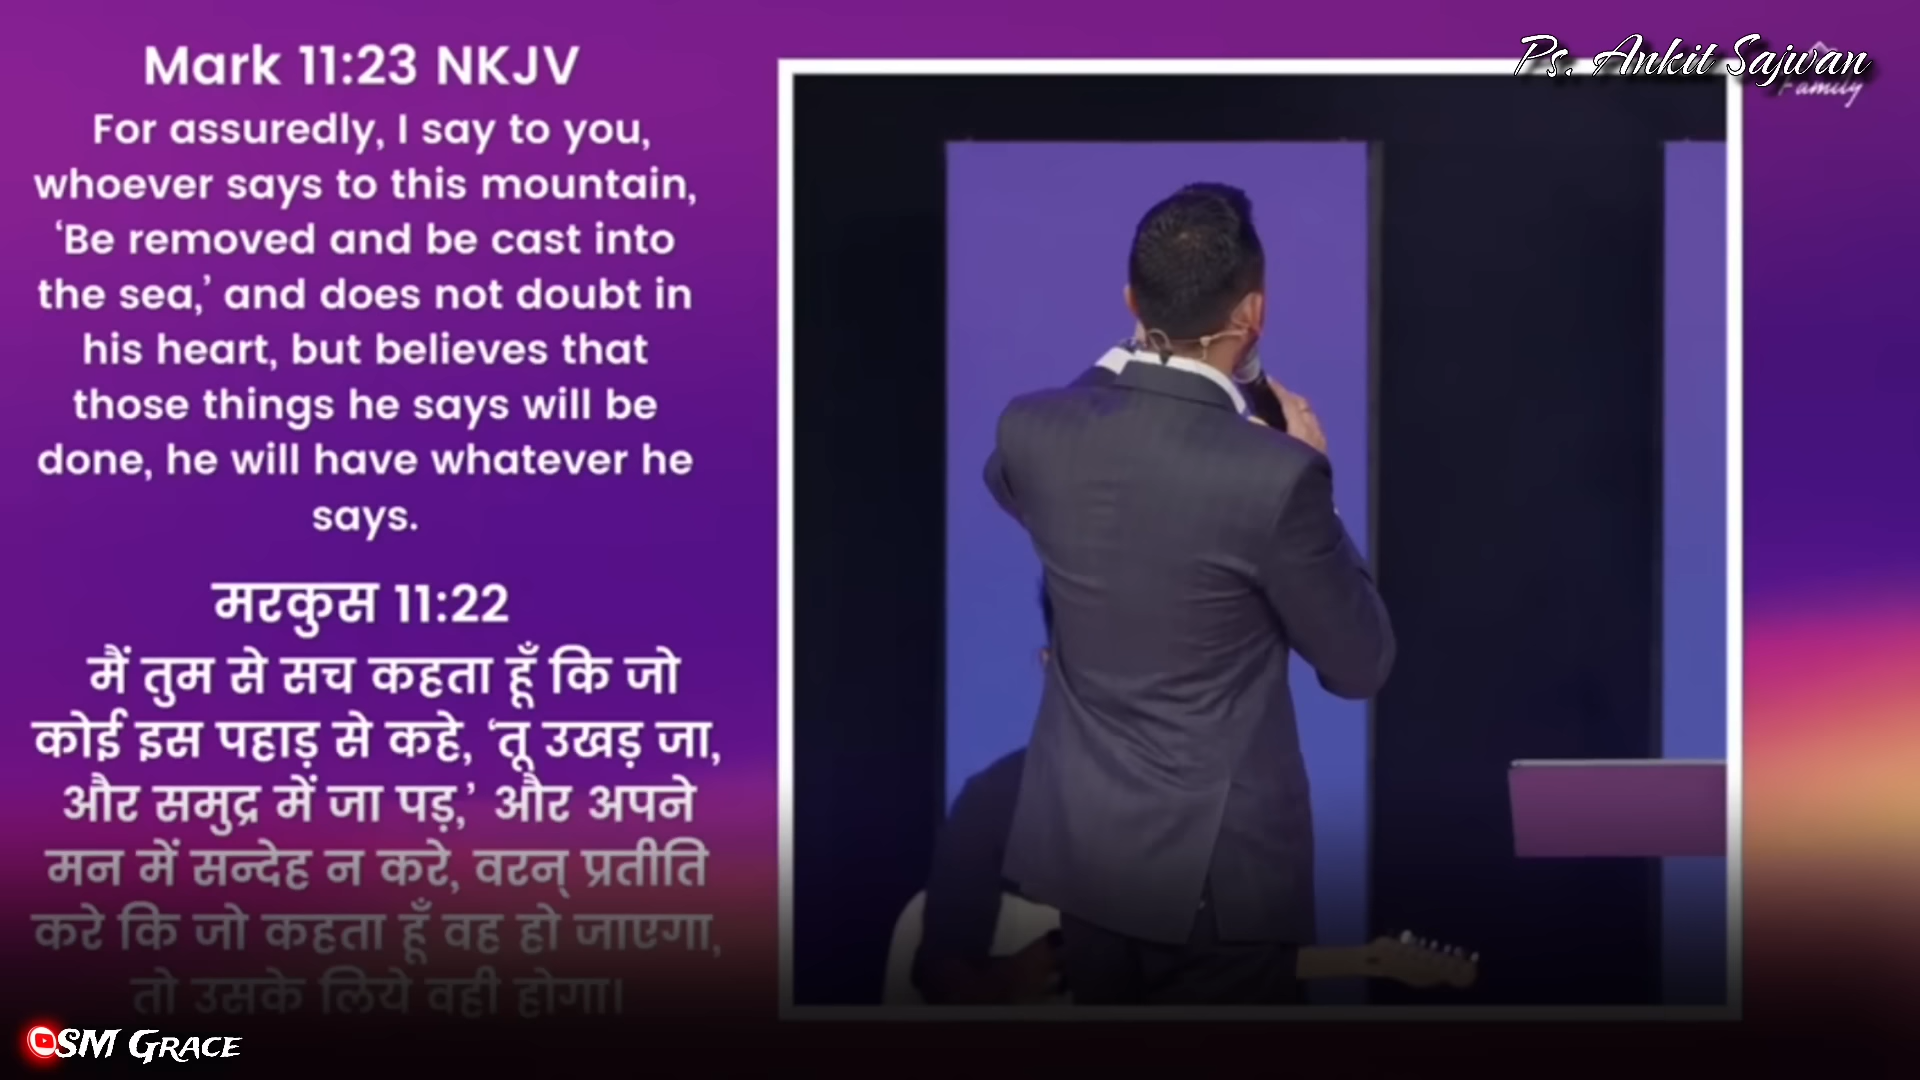 Mark 11:23 NKJV
For assuredly, I say to you,
whoever says to this mountain,
‘Be removed and be cast into
the sea,’ and does not doubt in
his heart, but believes that
those things he says will be
done, he will have whatever he
says.
मरकुस 11:22
मैं तुम से सच कहता हूँ कि जो
कोई इस पहाड़ से कहे, ‘तू उखड़ जा,
और समुद्र में जा पड़,’ और अपने
मन में सन्देह न करे, वरन् प्रतीति
करे कि जो कहता हूँ वह हो जाएगा,
तो उसके लिये वही होगा।
Ps. Ankit Sajwan
Family
SM GRACE